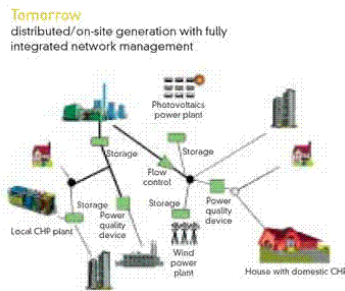 Tomorrow
distributed/on-site generation with fully
integrated network management
Photovoltaics
power plant
Storage
Storage
Flow
control
Storage
Storage
Power
quality
device
Power
quality
device
Local CHP plant
Wind
power
plant
House with domestic CHP